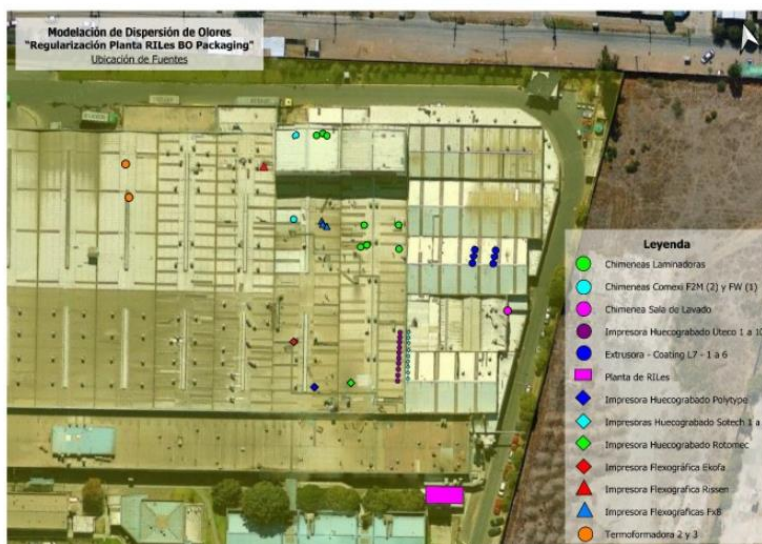 Modelación de Dispersión de Olores
"Regularización Planta RILes BO Packaging"
Ubicación de Fuentes
Leyenda
Chimeneas Laminadoras
Chimeneas Comexi F2M (2) y FW (1)
Chimenea Sala de Lavado
Impresora Huecograbado Uteco 1 a 10
Extrusora - Coating L7 - 1 a 6
Planta de RILes
Impresora Huecograbado Polytype
Impresoras Huecograbado Sotech 1 a
Impresora Huecograbado Rotomec
Impresora Flexográfica Ekofa
Impresora Flexografica Rissen
Impresora Flexograficas Fx8
Termoformadora 2 y 3